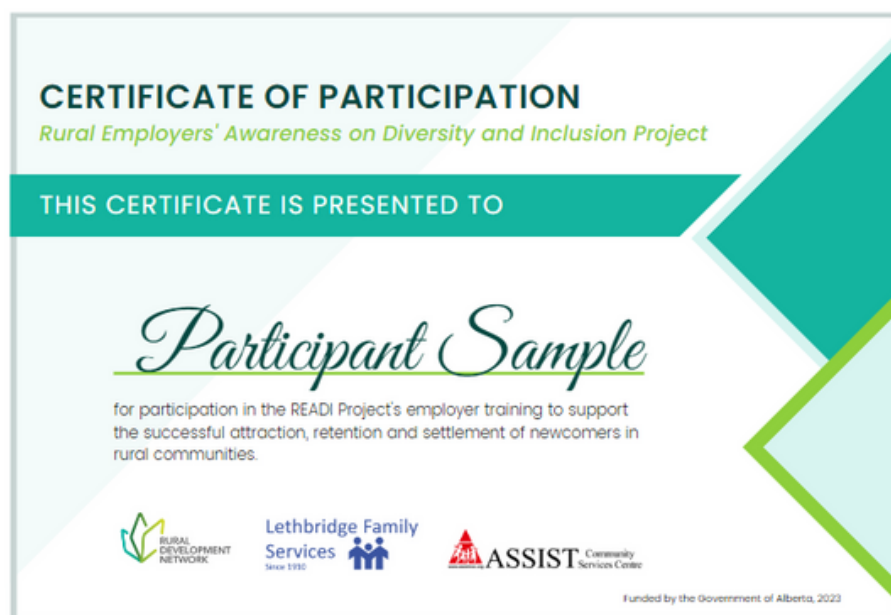 CERTIFICATE OF PARTICIPATION
Rural Employers' Awareness on Diversity and Inclusion Project
THIS CERTIFICATE IS PRESENTED TO
Participant Sample
for participation in the READI Project's employer training to support
the successful attraction, retention and settlement of newcomers in
rural communities.
RURAL
DEVELOPMENT
NETWORK
Lethbridge Family
Services
Since 1910
ASSIST Community
Services Centre
Funded by the Government of Alberta, 2023